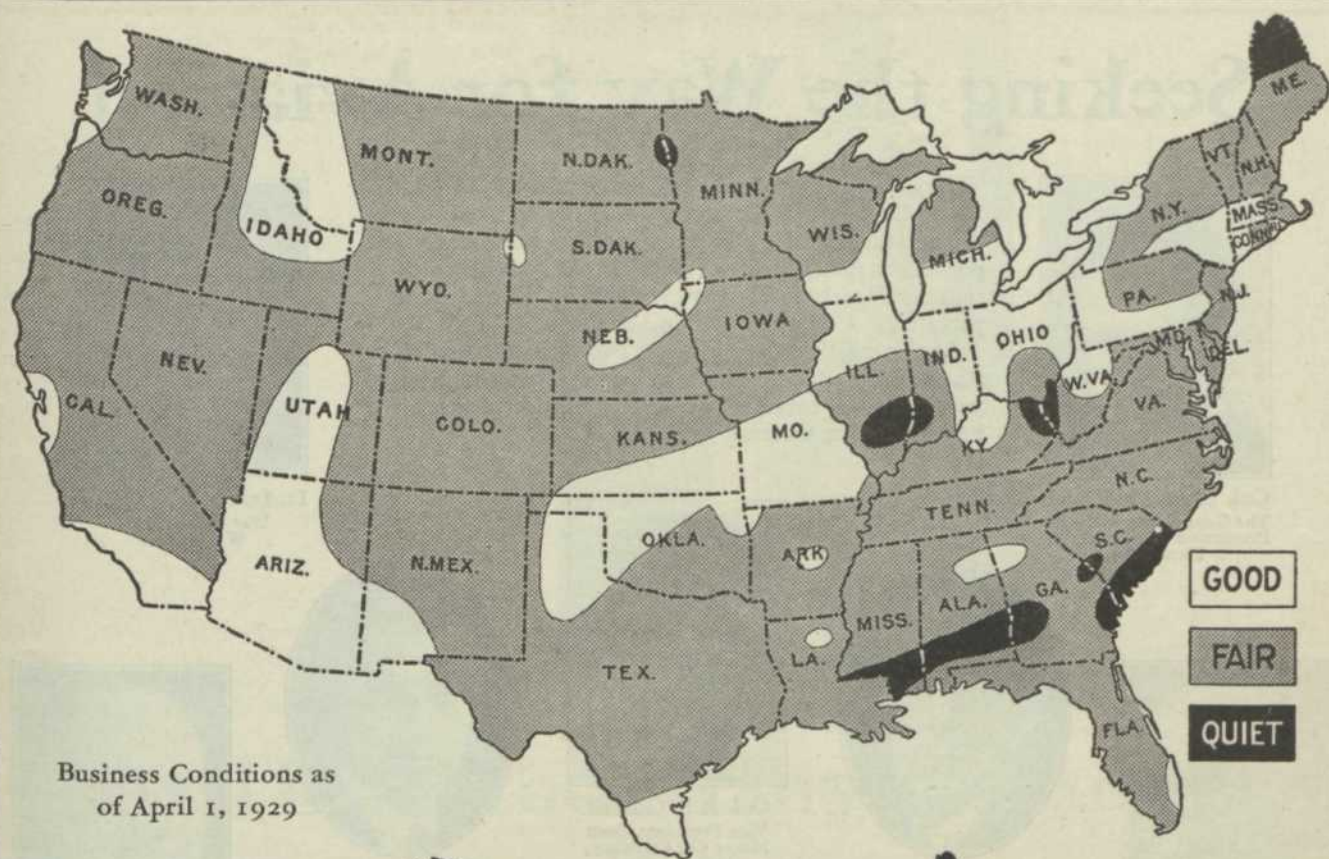 WASH.
MONT.
N.DAK.
MINN.
ME.
VT.
N.H.
OREG.
IDAHO
S.DAK.
WIS.
MICH.
N.Y.
MASS.
CONN.
WYO.
NEB.
IOWA
PA.
N.J.
NEV.
CAL.
UTAH
COLO.
KANS.
MO.
ILL.
IND.
OHIO
W.VA.
MD.
DEL.
VA.
KY.
ARIZ.
N.MEX.
OKLA.
ARK.
TENN.
N.C.
S.C.
TEX.
LA.
MISS.
ALA.
GA.
FLA.
GOOD
FAIR
QUIET
Business Conditions as
of April 1, 1929